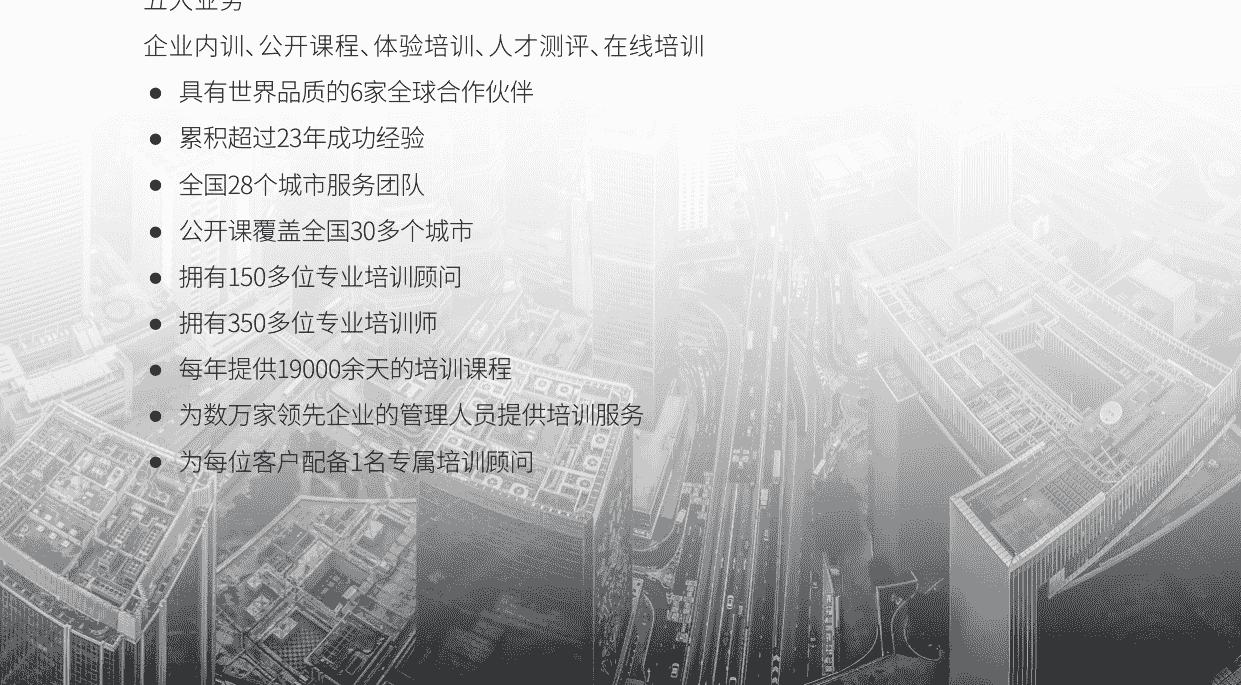 五大业务
企业内训、公开课程、体验培训、人才测评、在线培训
● 具有世界品质的6家全球合作伙伴
● 累积超过23年成功经验
● 全国28个城市服务团队
● 公开课覆盖全国30多个城市
● 拥有150多位专业培训顾问
● 拥有350多位专业培训师
● 每年提供19000余天的培训课程
● 为数万家领先企业的管理人员提供培训服务
● 为每位客户配备1名专属培训顾问